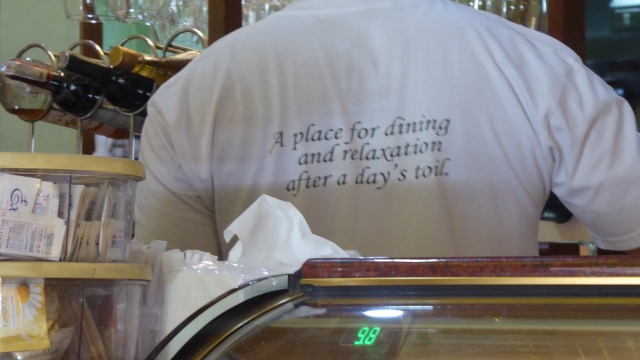 A place for dining
and relaxation
after a day's toil.
9.8